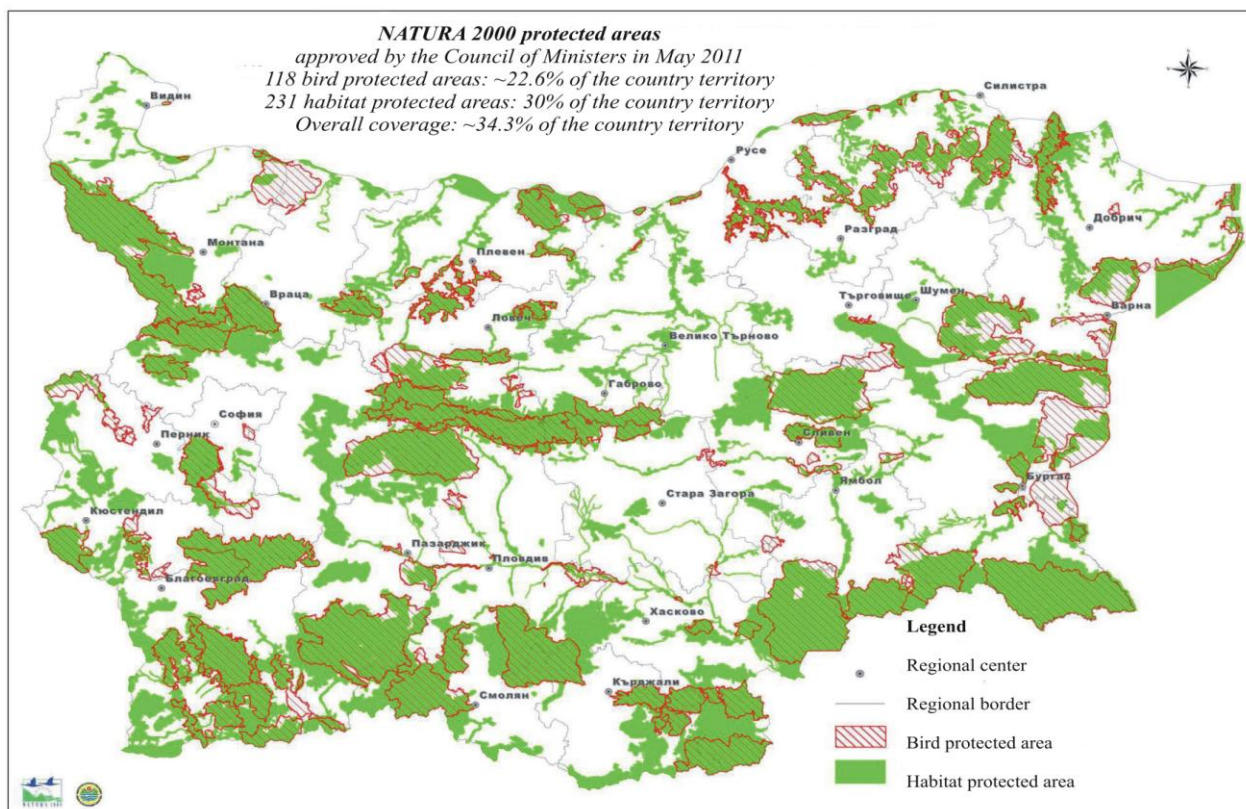 NATURA 2000 protected areas
approved by the Council of Ministers in May 2011
118 bird protected areas: ~22.6% of the country territory
231 habitat protected areas: 30% of the country territory
Overall coverage: ~34.3% of the country territory
Видин
Силистра
Русе
Добрич
Монтана
Плевен
Разград
Враца
Търговище
Шумен
Варна
Ловеч
Велико Търново
Габрово
София
Перник
Сливен
Бургас
Ямбол
Стара Загора
Кюстендил
Пазарджик
Пловдив
Благоевград
Хасково
Кърджали
Смолян
Legend
Regional center
Regional border
Bird protected area
Habitat protected area
NATURA 2000